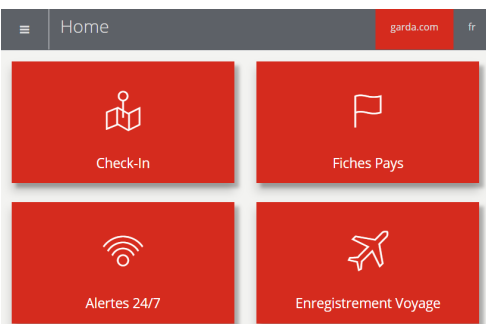 Home
garda.com
fr
Check-In
Fiches Pays
Alertes 24/7
Enregistrement Voyage